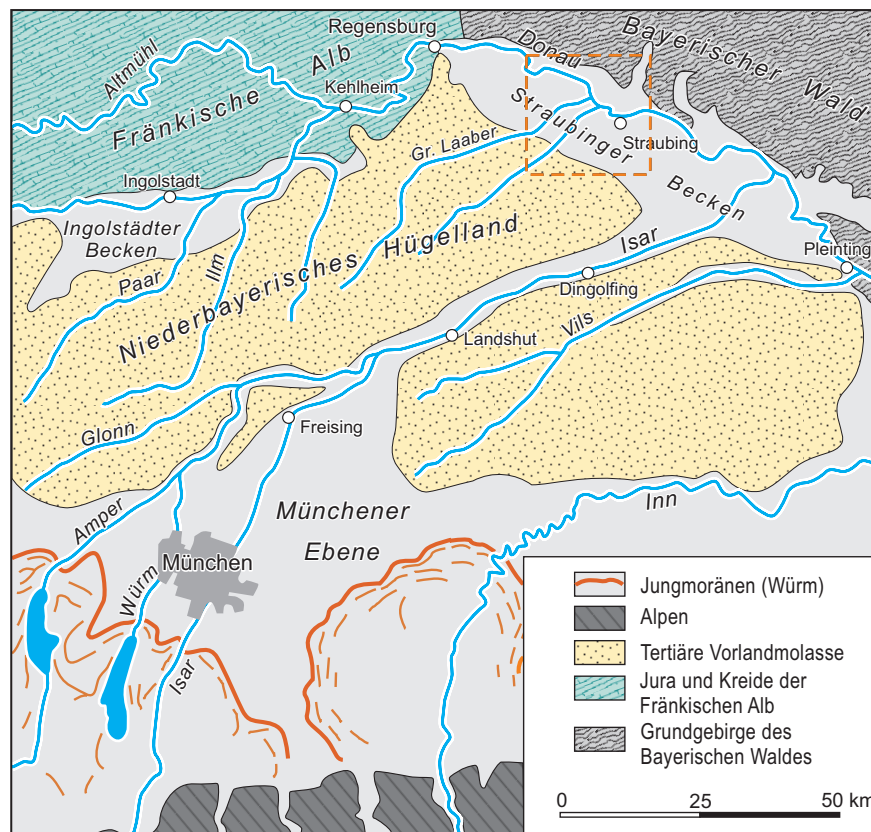 Regensburg
Donau
Bayerischer
Wald
Altmühl
Fränkische Alb
Kehlheim
Straubinger
Becken
Straubing
Gr. Laaber
Ingolstadt
Ingolstädter
Becken
Paar
Ilm
Niederbayerisches Hügelland
Isar
Pleinting
Dingolfing
Landshut
Vils
Glonn
Freising
Amper
Münchener
Ebene
Inn
München
Würm
Isar
Jungmoränen (Würm)
Alpen
Tertiäre Vorlandmolasse
Jura und Kreide der
Fränkischen Alb
Grundgebirge des
Bayerischen Waldes
0 25 50 km